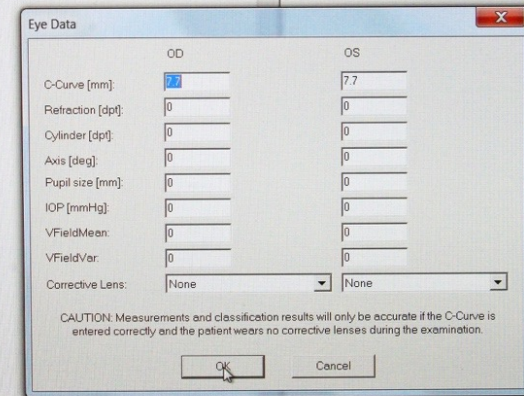 Eye Data
OD OS
C-Curve [mm]: 7.7 7.7
Refraction [dpt]: 0 0
Cylinder [dpt]: 0 0
Axis [deg]: 0 0
Pupil size [mm]: 0 0
IOP [mmHg]: 0 0
VFieldMean: 0 0
VFieldVar: 0 0
Corrective Lens: None None
CAUTION: Measurements and classification results will only be accurate if the C-Curve is
entered correctly and the patient wears no corrective lenses during the examination.
OK Cancel